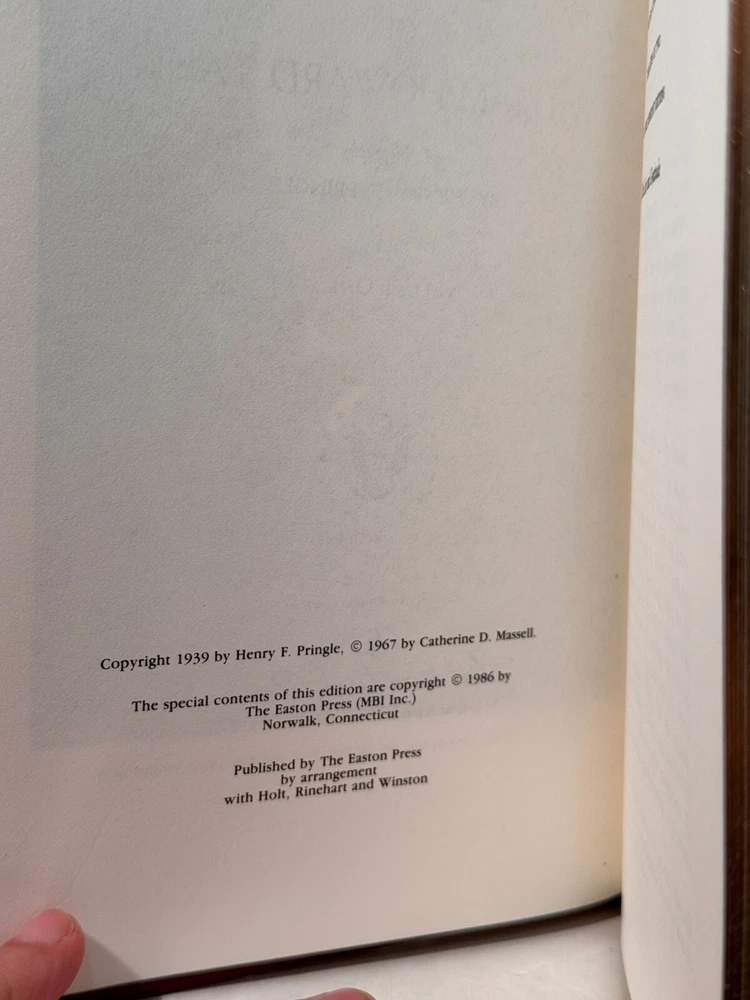 Copyright 1939 by Henry F. Pringle, © 1967 by Catherine D. Massell.
The special contents of this edition are copyright © 1986 by
The Easton Press (MBI Inc.)
Norwalk, Connecticut
Published by The Easton Press
by arrangement
with Holt, Rinehart and Winston